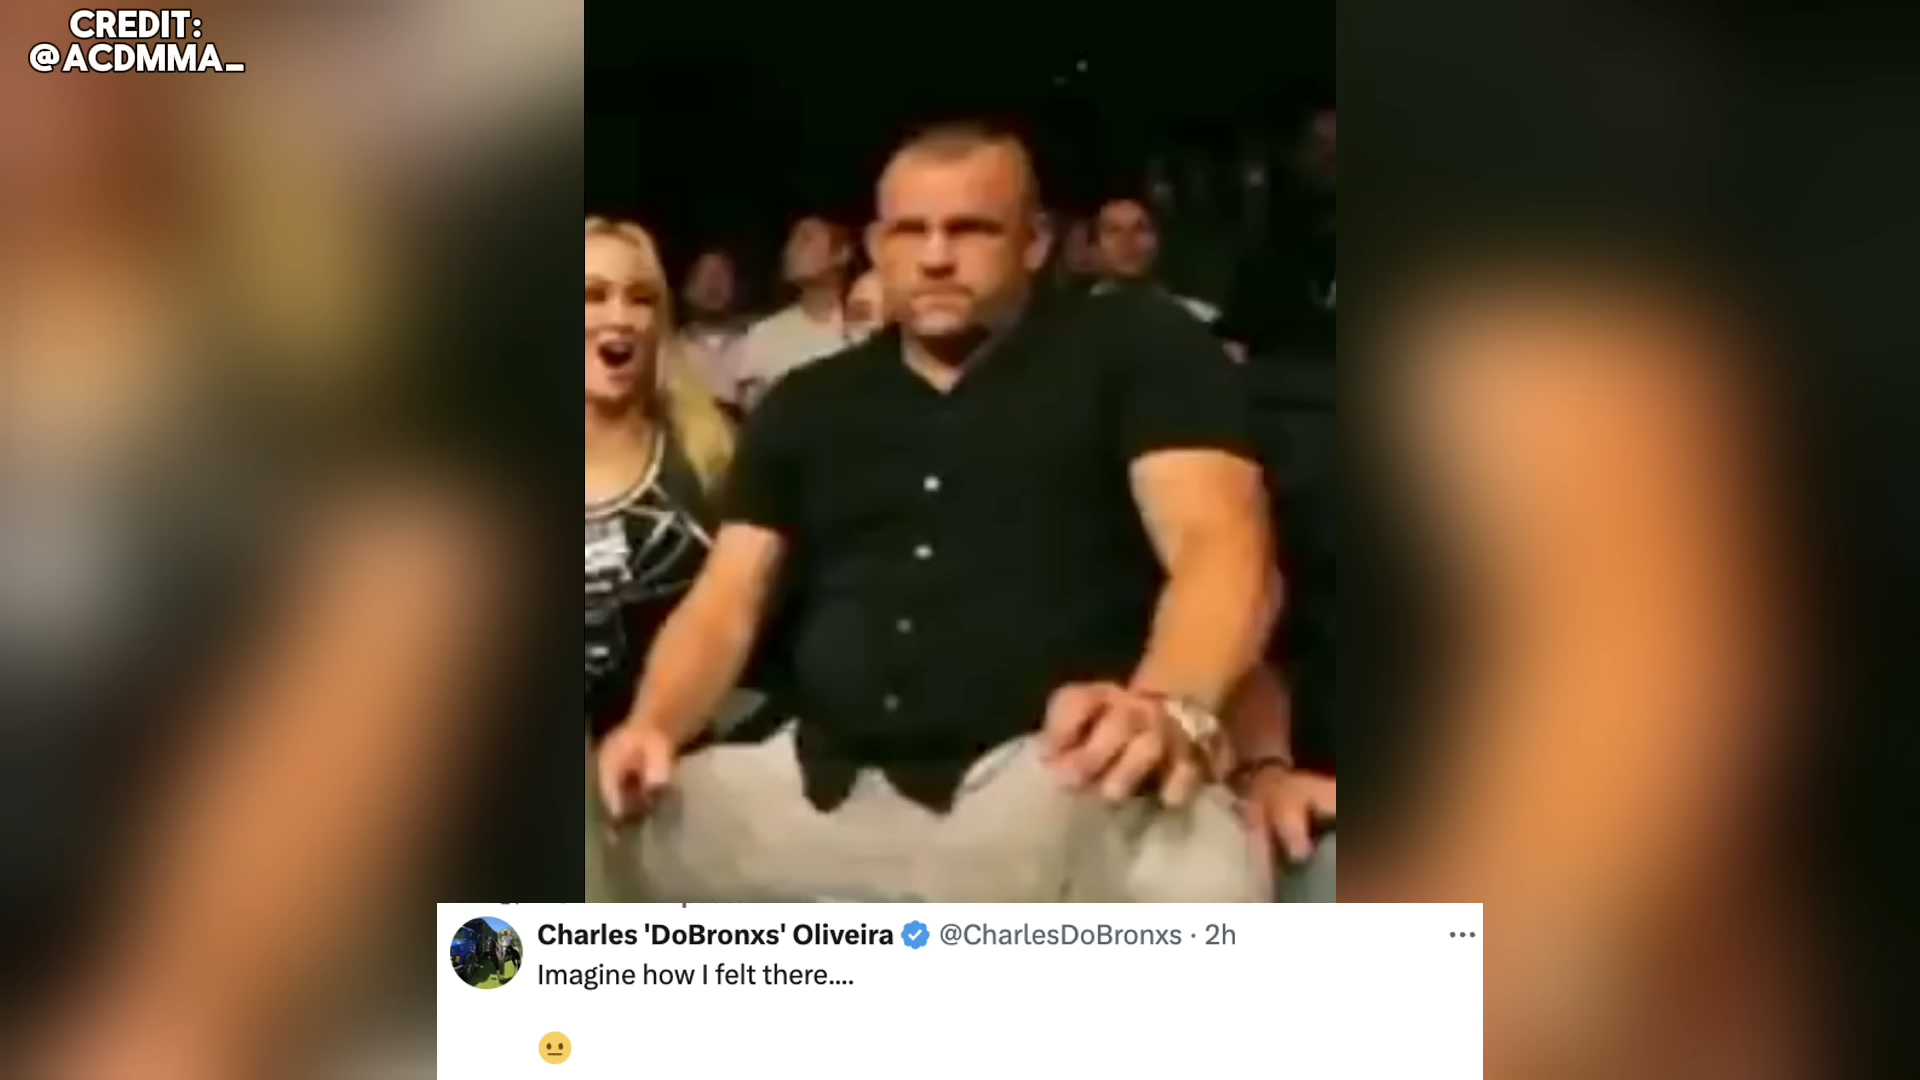 CREDIT:
@ACDMMA_
Charles 'DoBronxs' Oliveira @CharlesDoBronxs · 2h
Imagine how I felt there....
😐